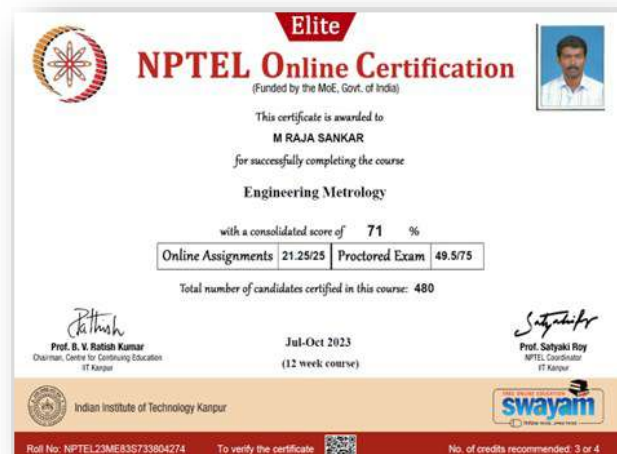 Elite
NPTEL Online Certification
(Funded by the MoE, Govt. of India)
This certificate is awarded to
M RAJA SANKAR
for successfully completing the course
Engineering Metrology
with a consolidated score of 71 %
Online Assignments 21.25/25 Proctored Exam 49.5/75
Total number of candidates certified in this course: 480
Prof. B. V. Ratish Kumar
Chairman, Centre for Continuing Education
IIT Kanpur
Jul-Oct 2023
(12 week course)
Prof. Satyaki Roy
NPTEL Coordinator
IIT Kanpur
Indian Institute of Technology Kanpur
FREE ONLINE EDUCATION
swayam
Roll No: NPTEL23ME83S733804274 To verify the certificate No. of credits recommended: 3 or 4